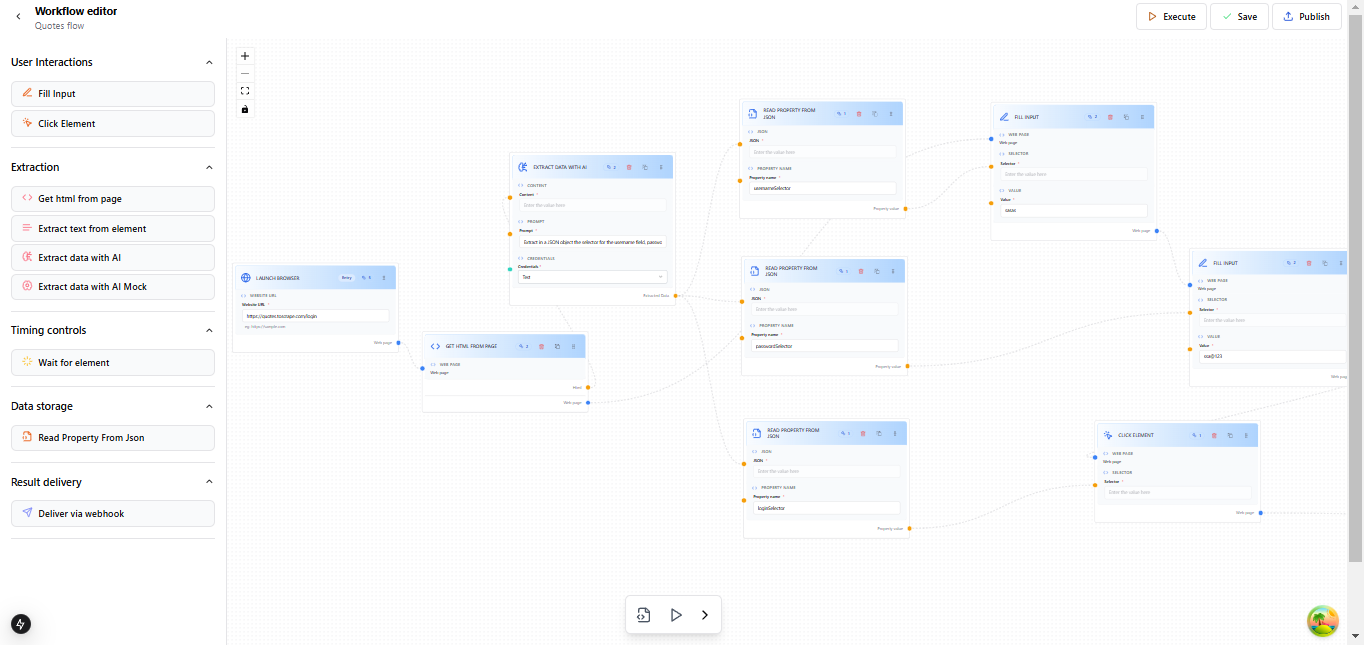 Workflow editor
Quotes flow
Execute
Save
Publish
User Interactions
Fill Input
Click Element
Extraction
Get html from page
Extract text from element
Extract data with AI
Extract data with AI Mock
Timing controls
Wait for element
Data storage
Read Property From Json
Result delivery
Deliver via webhook
LAUNCH BROWSER
Entry
5
WEBSITE URL
Website URL *
https://quotes.toscrape.com/login
eg: https://sample.com
Web page
GET HTML FROM PAGE
2
WEB PAGE
Web page
Html
Web page
EXTRACT DATA WITH AI
2
CONTENT
Content *
Enter the value here
PROMPT
Prompt *
Extract in a JSON object the selector for the username field, passwo
CREDENTIALS
Credentials *
Test
Extracted Data
READ PROPERTY FROM
JSON
1
JSON
JSON *
Enter the value here
PROPERTY NAME
Property name *
usernameSelector
Property value
READ PROPERTY FROM
JSON
1
JSON
JSON *
Enter the value here
PROPERTY NAME
Property name *
passwordSelector
Property value
READ PROPERTY FROM
JSON
1
JSON
JSON *
Enter the value here
PROPERTY NAME
Property name *
loginSelector
Property value
FILL INPUT
2
WEB PAGE
Web page
SELECTOR
Selector *
Enter the value here
VALUE
Value *
Web page
FILL INPUT
2
WEB PAGE
Web page
SELECTOR
Selector *
Enter the value here
VALUE
Value *
Web pag
CLICK ELEMENT
1
WEB PAGE
Web page
SELECTOR
Selector *
Enter the value here
Web page